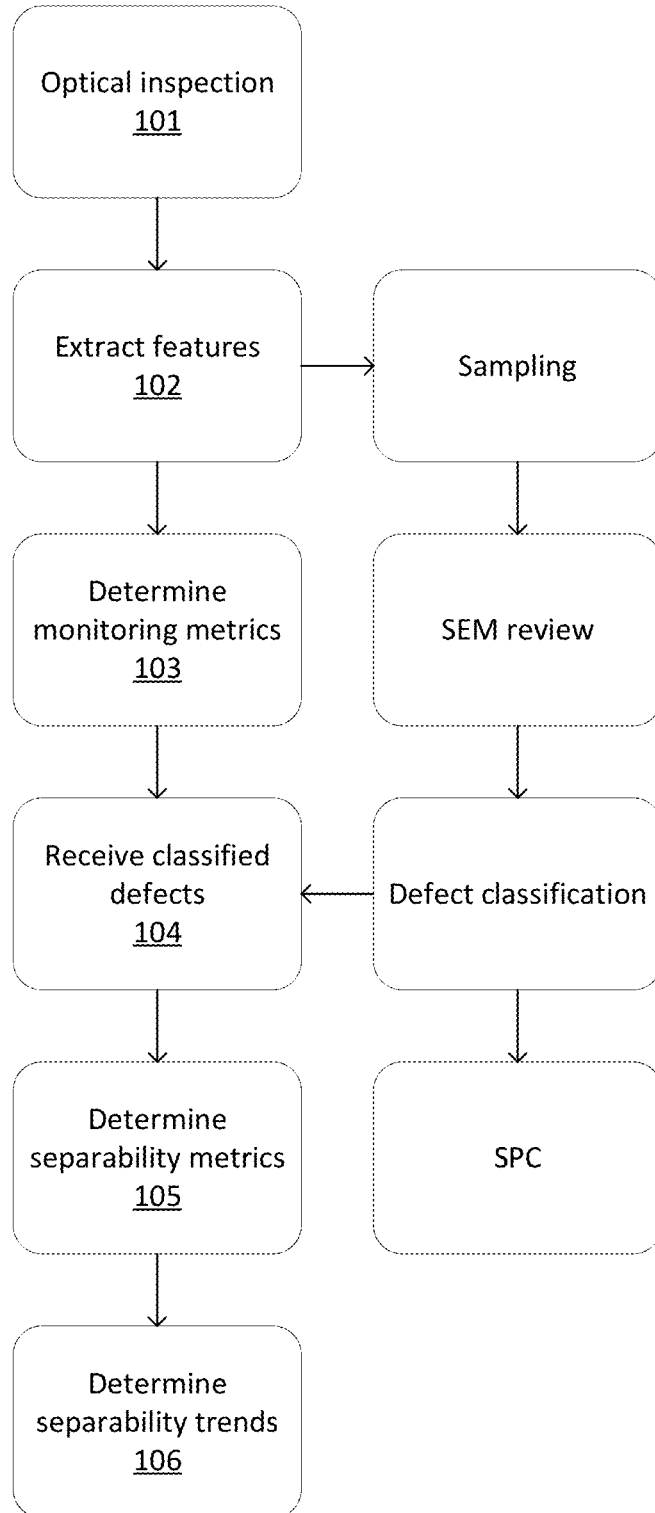 Optical inspection
101
Extract features
102
Sampling
Determine
monitoring metrics
103
SEM review
Receive classified
defects
104
Defect classification
Determine
separability metrics
105
SPC
Determine
separability trends
106